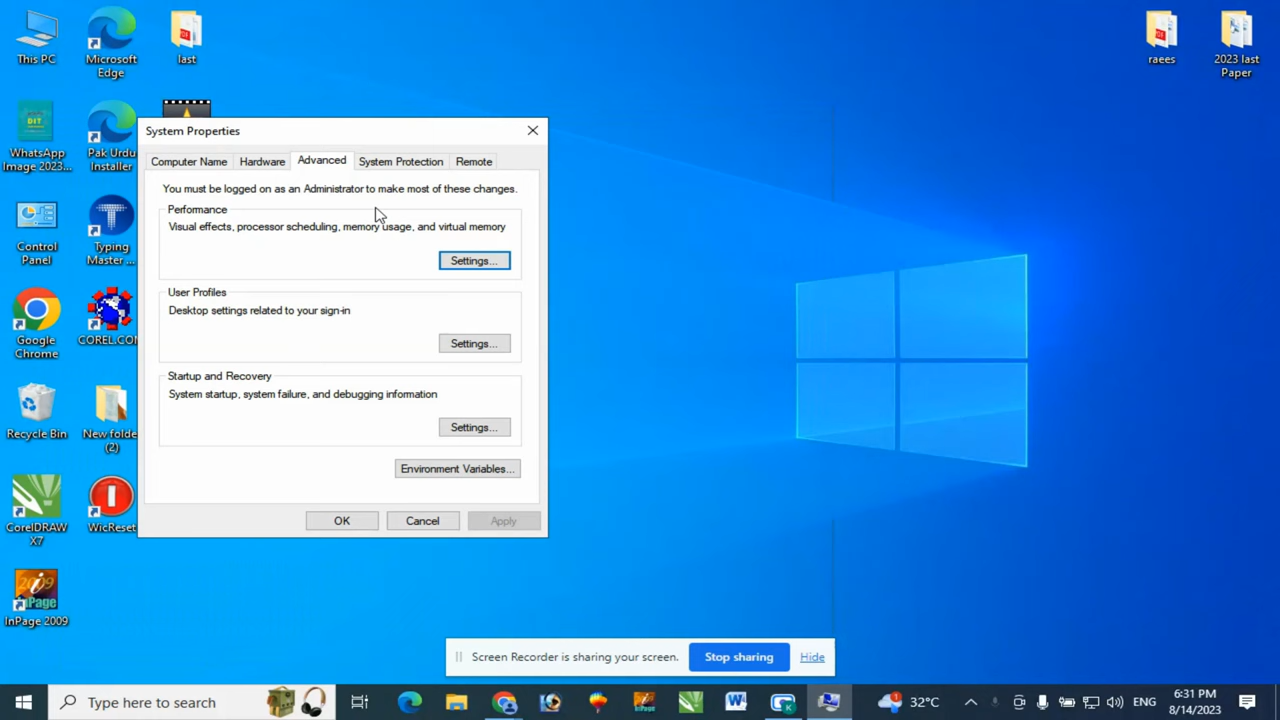 This PC
Microsoft
Edge
last
raees
2023 last
Paper
DIT
WhatsApp
Image 2023...
Pak Urdu
Installer
Control
Panel
Typing
Master ...
Google
Chrome
COREL.CO
Recycle Bin
New folde
(2)
CorelDRAW
X7
WicReset
2009
InPage
InPage 2009
System Properties
Computer Name
Hardware
Advanced
System Protection
Remote
You must be logged on as an Administrator to make most of these changes.
Performance
Visual effects, processor scheduling, memory usage, and virtual memory
Settings...
User Profiles
Desktop settings related to your sign-in
Settings...
Startup and Recovery
System startup, system failure, and debugging information
Settings...
Environment Variables...
OK
Cancel
Apply
Screen Recorder is sharing your screen.
Stop sharing
Hide
Type here to search
32°C
ENG
6:31 PM
8/14/2023